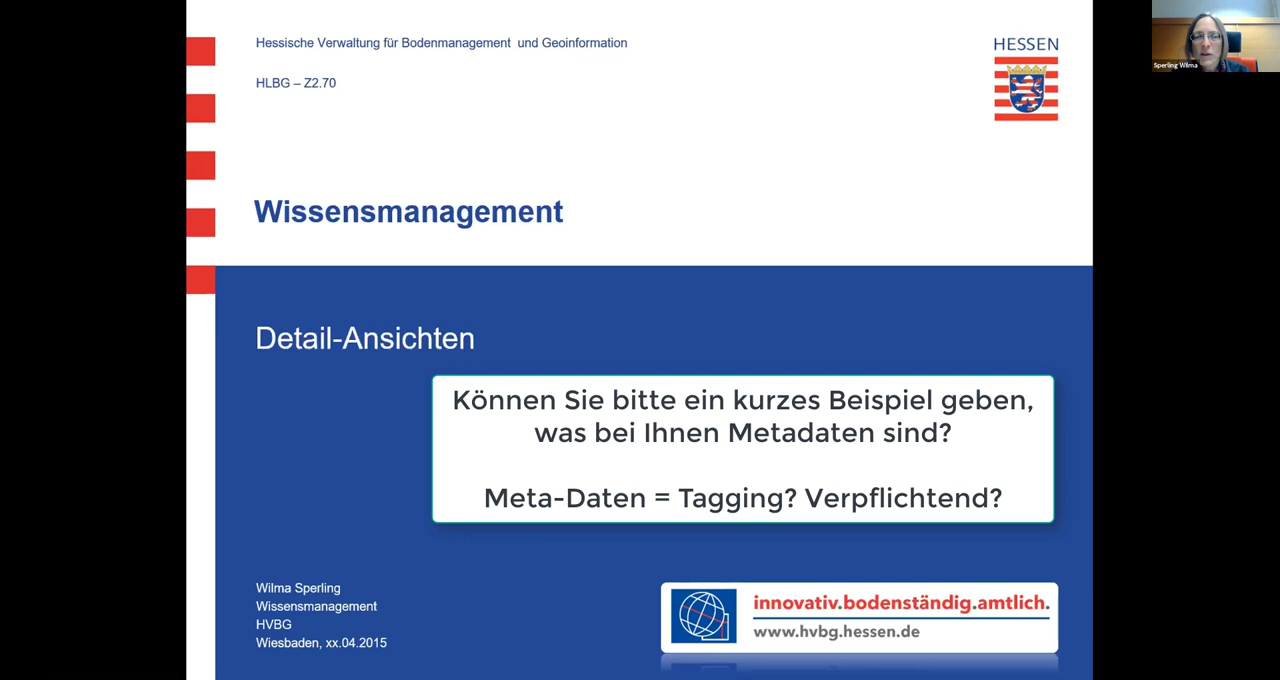 Hessische Verwaltung für Bodenmanagement und Geoinformation
HLBG – Z2.70
HESSEN
Sperling Wilma
Wissensmanagement
Detail-Ansichten
Können Sie bitte ein kurzes Beispiel geben,
was bei Ihnen Metadaten sind?
Meta-Daten = Tagging? Verpflichtend?
Wilma Sperling
Wissensmanagement
HVBG
Wiesbaden, xx.04.2015
innovativ.bodenständig.amtlich.
www.hvbg.hessen.de